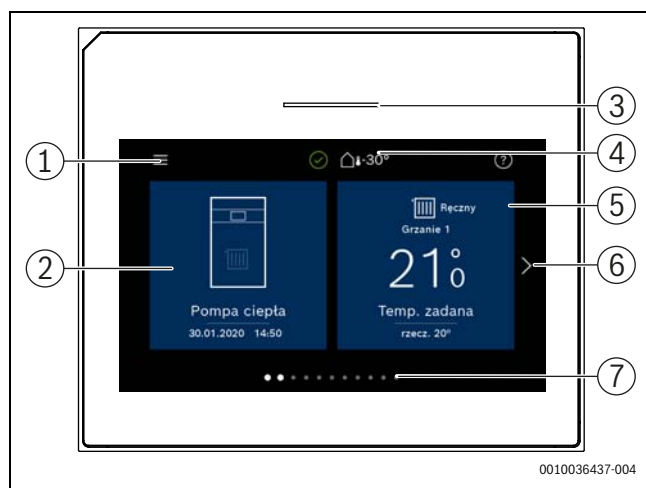 3
1
4
-30°
?
Ręczny
5
Grzanie 1
2
21°0
6
Pompa ciepła
Temp. zadana
30.01.2020 14:50
rzecz. 20°
7
0010036437-004